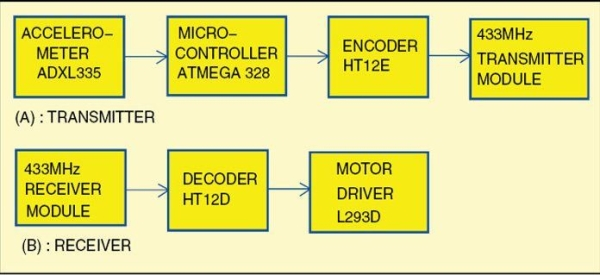 ACCELERO-
METER
ADXL335
MICRO-
CONTROLLER
ATMEGA 328
ENCODER
HT12E
433MHz
TRANSMITTER
MODULE
(A) : TRANSMITTER
433MHz
RECEIVER
MODULE
DECODER
HT12D
MOTOR
DRIVER
L293D
(B) : RECEIVER